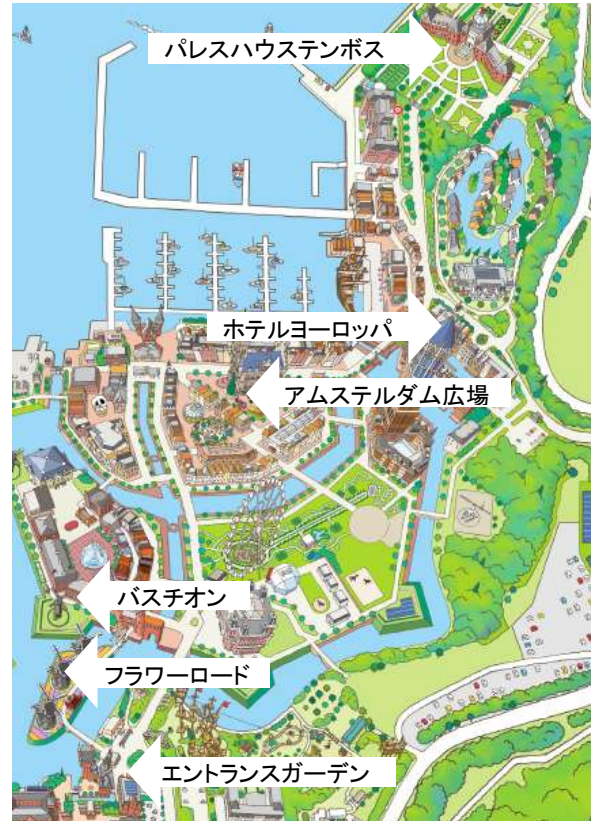 パレスハウステンボス
ホテルヨーロッパ
アムステルダム広場
バスチオン
フラワーロード
エントランスガーデン